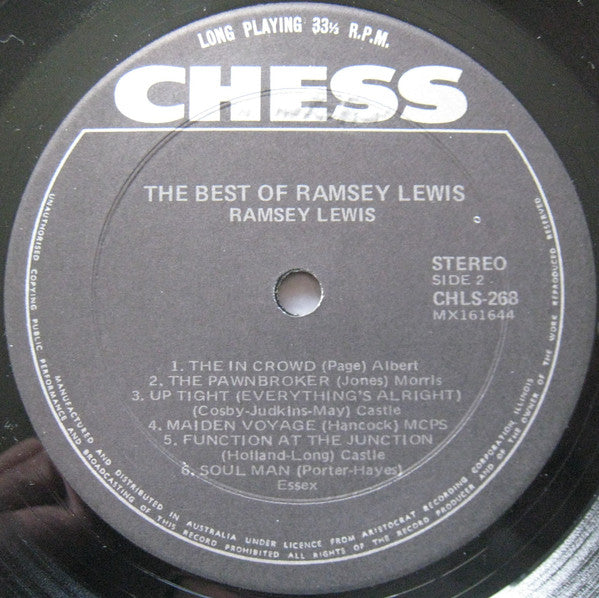 LONG PLAYING 33⅓ R.P.M.
CHESS
THE BEST OF RAMSEY LEWIS
RAMSEY LEWIS
STEREO
SIDE 2
CHLS-268
MX161644
1. THE IN CROWD (Page) Albert
2. THE PAWNBROKER (Jones) Morris
3. UP TIGHT (EVERYTHING'S ALRIGHT)
(Cosby-Judkins-May) Castle
4. MAIDEN VOYAGE (Hancock) MCPS
5. FUNCTION AT THE JUNCTION
(Holland-Long) Castle
6. SOUL MAN (Porter-Hayes)
Essex
MANUFACTURED AND DISTRIBUTED IN AUSTRALIA UNDER LICENCE FROM ARISTOCRAT RECORDING CORPORATION, ILLINOIS
UNAUTHORISED COPYING PUBLIC PERFORMANCE AND BROADCASTING OF THIS RECORD PROHIBITED ALL RIGHTS OF THE RECORD PRODUCER AND OF THE OWNER OF THE WORK REPRODUCED RESERVED